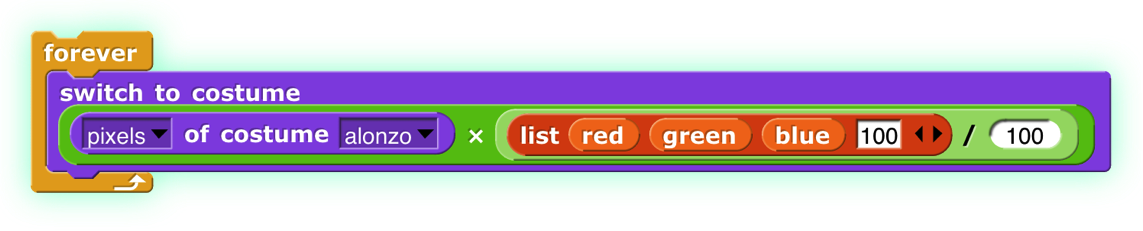 forever
switch to costume
pixels of costume alonzo × list red green blue 100 / 100